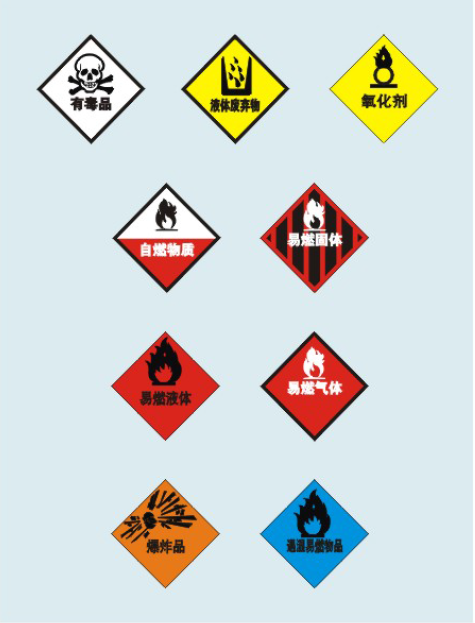 有毒品
液体废弃物
氧化剂
自燃物质
易燃固体
易燃液体
易燃气体
爆炸品
遇湿易燃物品